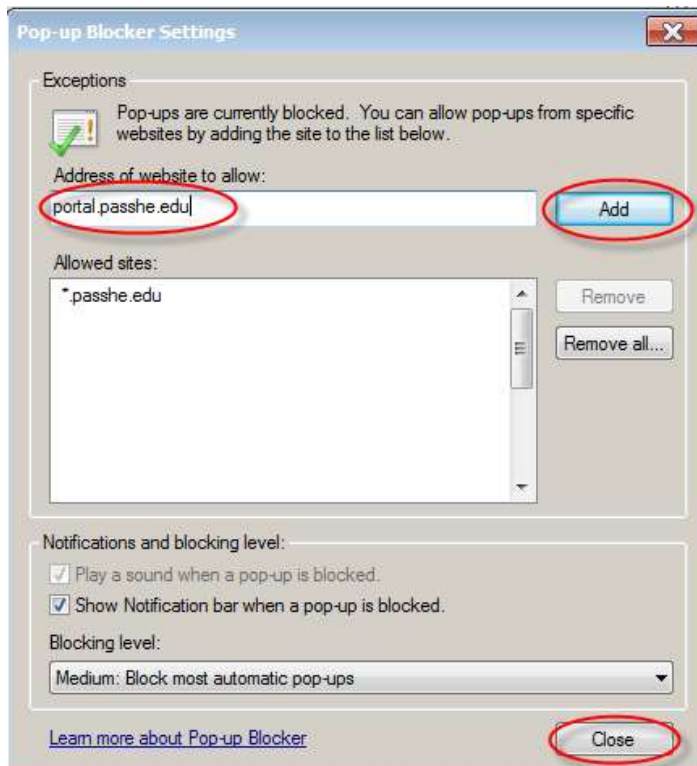 Pop-up Blocker Settings
Exceptions
Pop-ups are currently blocked. You can allow pop-ups from specific
websites by adding the site to the list below.
Address of website to allow:
portal.passhe.edu
Add
Allowed sites:
*.passhe.edu
Remove
Remove all...
Notifications and blocking level:
Play a sound when a pop-up is blocked.
Show Notification bar when a pop-up is blocked.
Blocking level:
Medium: Block most automatic pop-ups
Learn more about Pop-up Blocker
Close